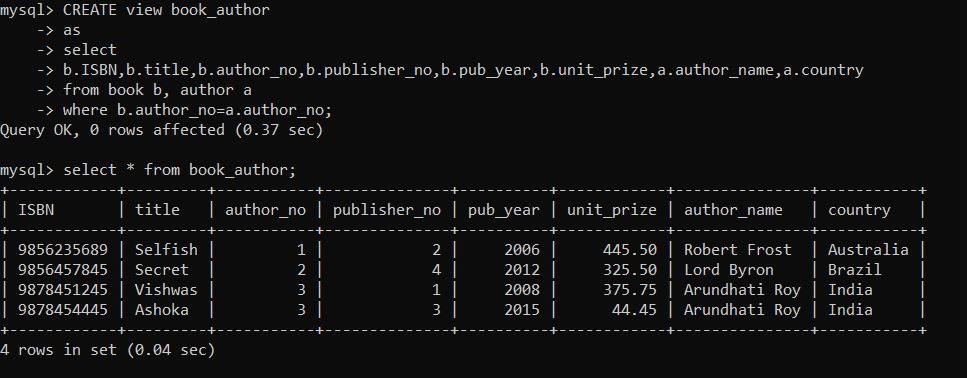 mysql> CREATE view book_author
    -> as
    -> select
    -> b.ISBN,b.title,b.author_no,b.publisher_no,b.pub_year,b.unit_prize,a.author_name,a.country
    -> from book b, author a
    -> where b.author_no=a.author_no;
Query OK, 0 rows affected (0.37 sec)

mysql> select * from book_author;
+------------+---------+-----------+--------------+----------+------------+---------------+-----------+
| ISBN       | title   | author_no | publisher_no | pub_year | unit_prize | author_name   | country   |
+------------+---------+-----------+--------------+----------+------------+---------------+-----------+
| 9856235689 | Selfish |         1 |            2 |     2006 |     445.50 | Robert Frost  | Australia |
| 9856457845 | Secret  |         2 |            4 |     2012 |     325.50 | Lord Byron    | Brazil    |
| 9878451245 | Vishwas |         3 |            1 |     2008 |     375.75 | Arundhati Roy | India     |
| 9878454445 | Ashoka  |         3 |            3 |     2015 |      44.45 | Arundhati Roy | India     |
+------------+---------+-----------+--------------+----------+------------+---------------+-----------+
4 rows in set (0.04 sec)